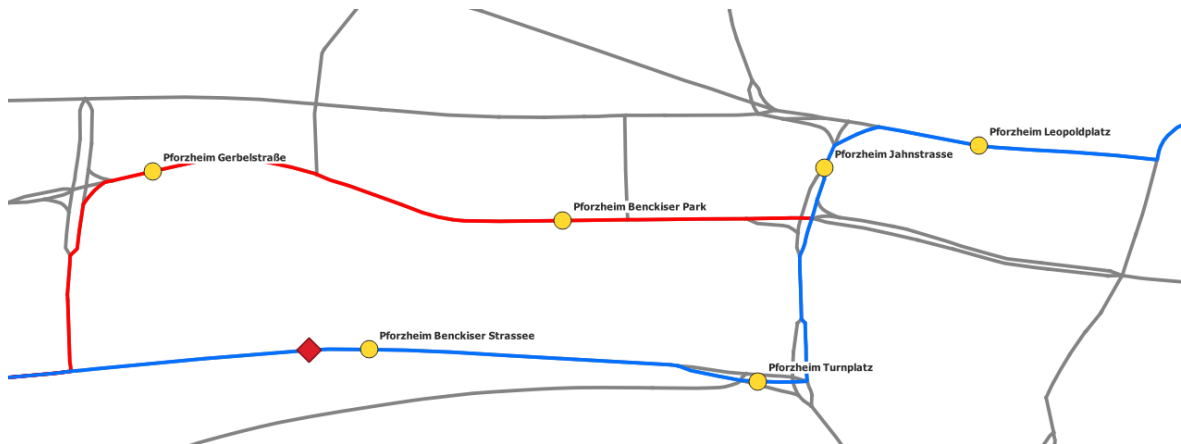 Pforzheim Leopoldplatz
Pforzheim Gerbelstraße
Pforzheim Jahnstrasse
Pforzheim Benckiser Park
Pforzheim Benckiser Strassee
Pforzheim Turnplatz